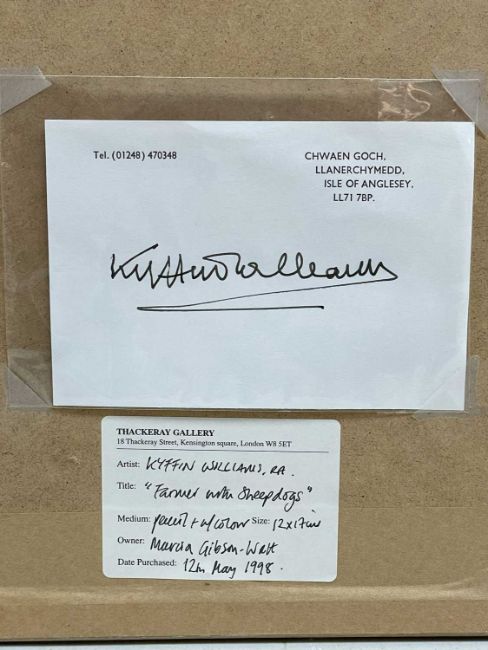 Tel. (01248) 470348
CHWAEN GOCH,
LLANERCHYMEDD,
ISLE OF ANGLESEY.
LL71 7BP.
Kyffin Williams
THACKERAY GALLERY
18 Thackeray Street, Kensington square, London W8 5ET
Artist: KYFFIN WILLIAMS, RA.
Title: "Farmer with Sheepdogs"
Medium: pencil + w/colour Size: 12x17ins
Owner: Marcia Gibson-Watt
Date Purchased: 12th May 1998.